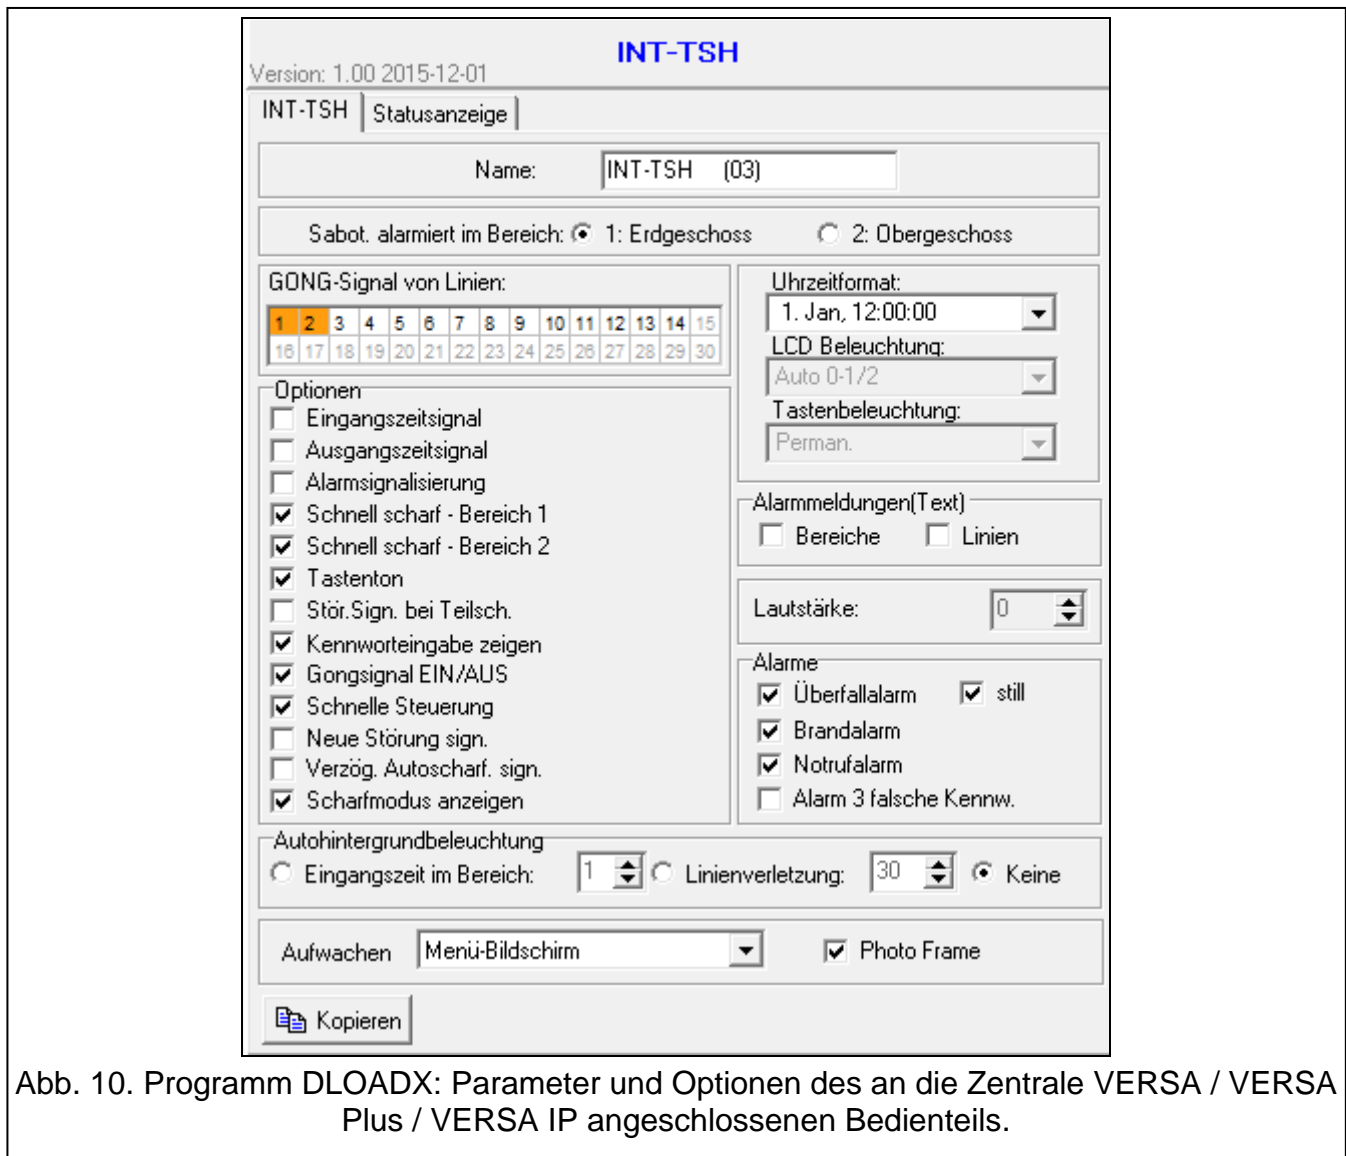 INT-TSH
Version: 1.00 2015-12-01
INT-TSH Statusanzeige
Name: INT-TSH (03)
Sabot. alarmiert im Bereich: 1: Erdgeschoss 2: Obergeschoss
GONG-Signal von Linien:
1 2 3 4 5 6 7 8 9 10 11 12 13 14 15
16 17 18 19 20 21 22 23 24 25 26 27 28 29 30
Optionen
Eingangszeitsignal
Ausgangszeitsignal
Alarmsignalisierung
Schnell scharf - Bereich 1
Schnell scharf - Bereich 2
Tastenton
Stör.Sign. bei Teilsch.
Kennworteingabe zeigen
Gongsignal EIN/AUS
Schnelle Steuerung
Neue Störung sign.
Verzög. Autoscharf. sign.
Scharfmodus anzeigen
Uhrzeitformat:
1. Jan, 12:00:00
LCD Beleuchtung:
Auto 0-1/2
Tastenbeleuchtung:
Perman.
Alarmmeldungen(Text)
Bereiche Linien
Lautstärke: 0
Alarme
Überfallalarm still
Brandalarm
Notrufalarm
Alarm 3 falsche Kennw.
Autohintergrundbeleuchtung
Eingangszeit im Bereich: 1 Linienverletzung: 30 Keine
Aufwachen Menü-Bildschirm Photo Frame
Kopieren
Abb. 10. Programm DLOADX: Parameter und Optionen des an die Zentrale VERSA / VERSA
Plus / VERSA IP angeschlossenen Bedienteils.